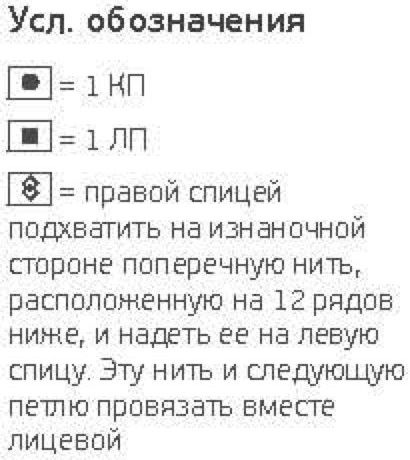 Усл. обозначения
= 1 КП
= 1 ЛП
= правой спицей
подхватить на изнаночной
стороне поперечную нить,
расположенную на 12 рядов
ниже, и надеть ее на левую
спицу. Эту нить и следующую
петлю провязать вместе
лицевой